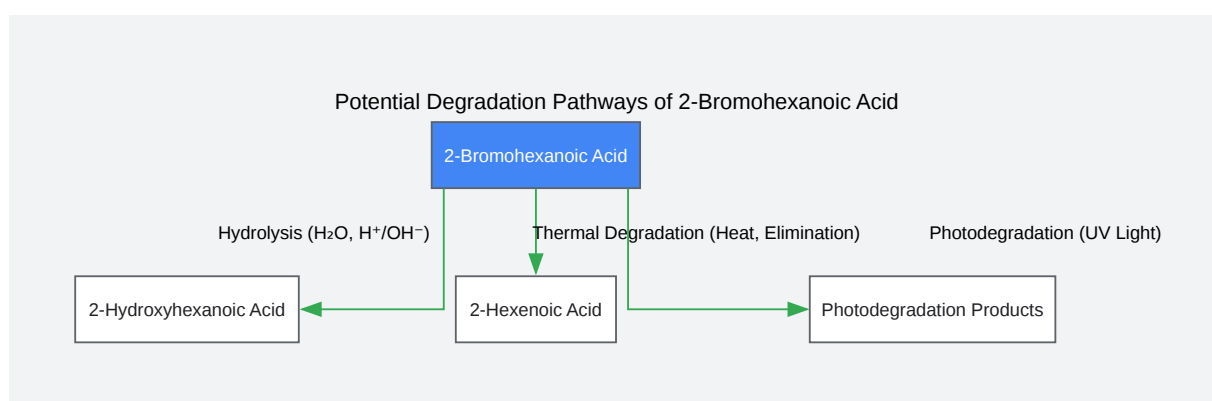 Potential Degradation Pathways of 2-Bromohexanoic Acid
2-Bromohexanoic Acid
Hydrolysis (H₂O, H⁺/OH⁻)
Thermal Degradation (Heat, Elimination)
Photodegradation (UV Light)
2-Hydroxyhexanoic Acid
2-Hexenoic Acid
Photodegradation Products